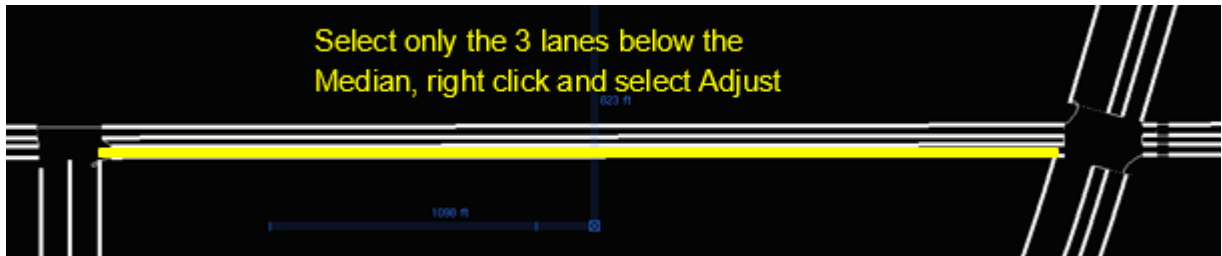 Select only the 3 lanes below the
Median, right click and select Adjust
823 ft
1098 ft